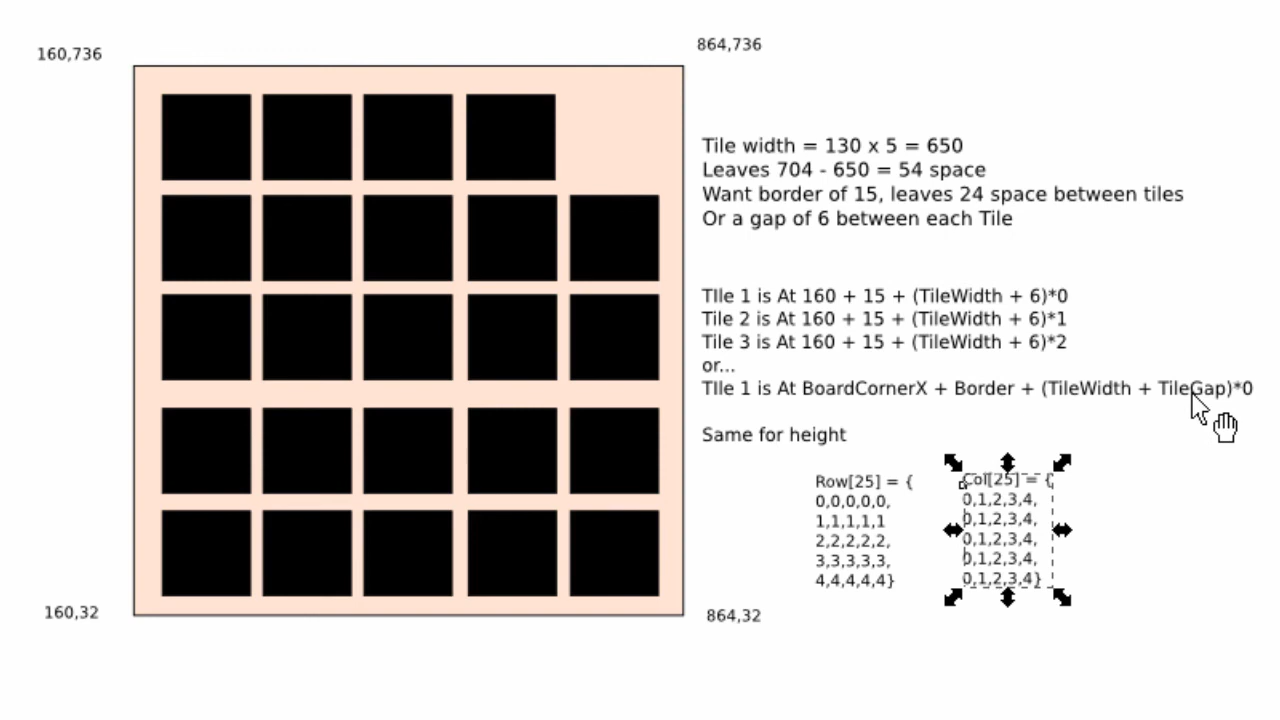 160,736
864,736
Tile width = 130 x 5 = 650
Leaves 704 - 650 = 54 space
Want border of 15, leaves 24 space between tiles
Or a gap of 6 between each Tile
TIle 1 is At 160 + 15 + (TileWidth + 6)*0
Tile 2 is At 160 + 15 + (TileWidth + 6)*1
Tile 3 is At 160 + 15 + (TileWidth + 6)*2
or...
TIle 1 is At BoardCornerX + Border + (TileWidth + TileGap)*0
Same for height
Row[25] = {
0,0,0,0,0,
1,1,1,1,1
2,2,2,2,2,
3,3,3,3,3,
4,4,4,4,4}
Col[25] = {
0,1,2,3,4,
0,1,2,3,4,
0,1,2,3,4,
0,1,2,3,4,
0,1,2,3,4}
160,32
864,32